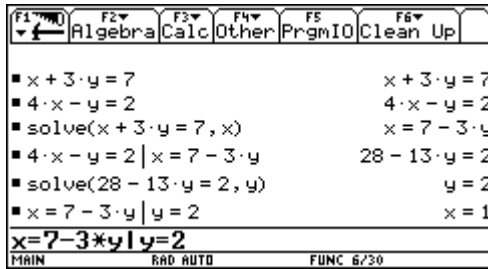 F1 F2 Algebra F3 Calc F4 Other F5 PrgmIO F6 Clean Up
▪ x + 3·y = 7 x + 3·y = 7
▪ 4·x − y = 2 4·x − y = 2
▪ solve(x + 3·y = 7, x) x = 7 − 3·y
▪ 4·x − y = 2 | x = 7 − 3·y 28 − 13·y = 2
▪ solve(28 − 13·y = 2, y) y = 2
▪ x = 7 − 3·y | y = 2 x = 1
x=7-3*y|y=2
MAIN RAD AUTO FUNC 6/30